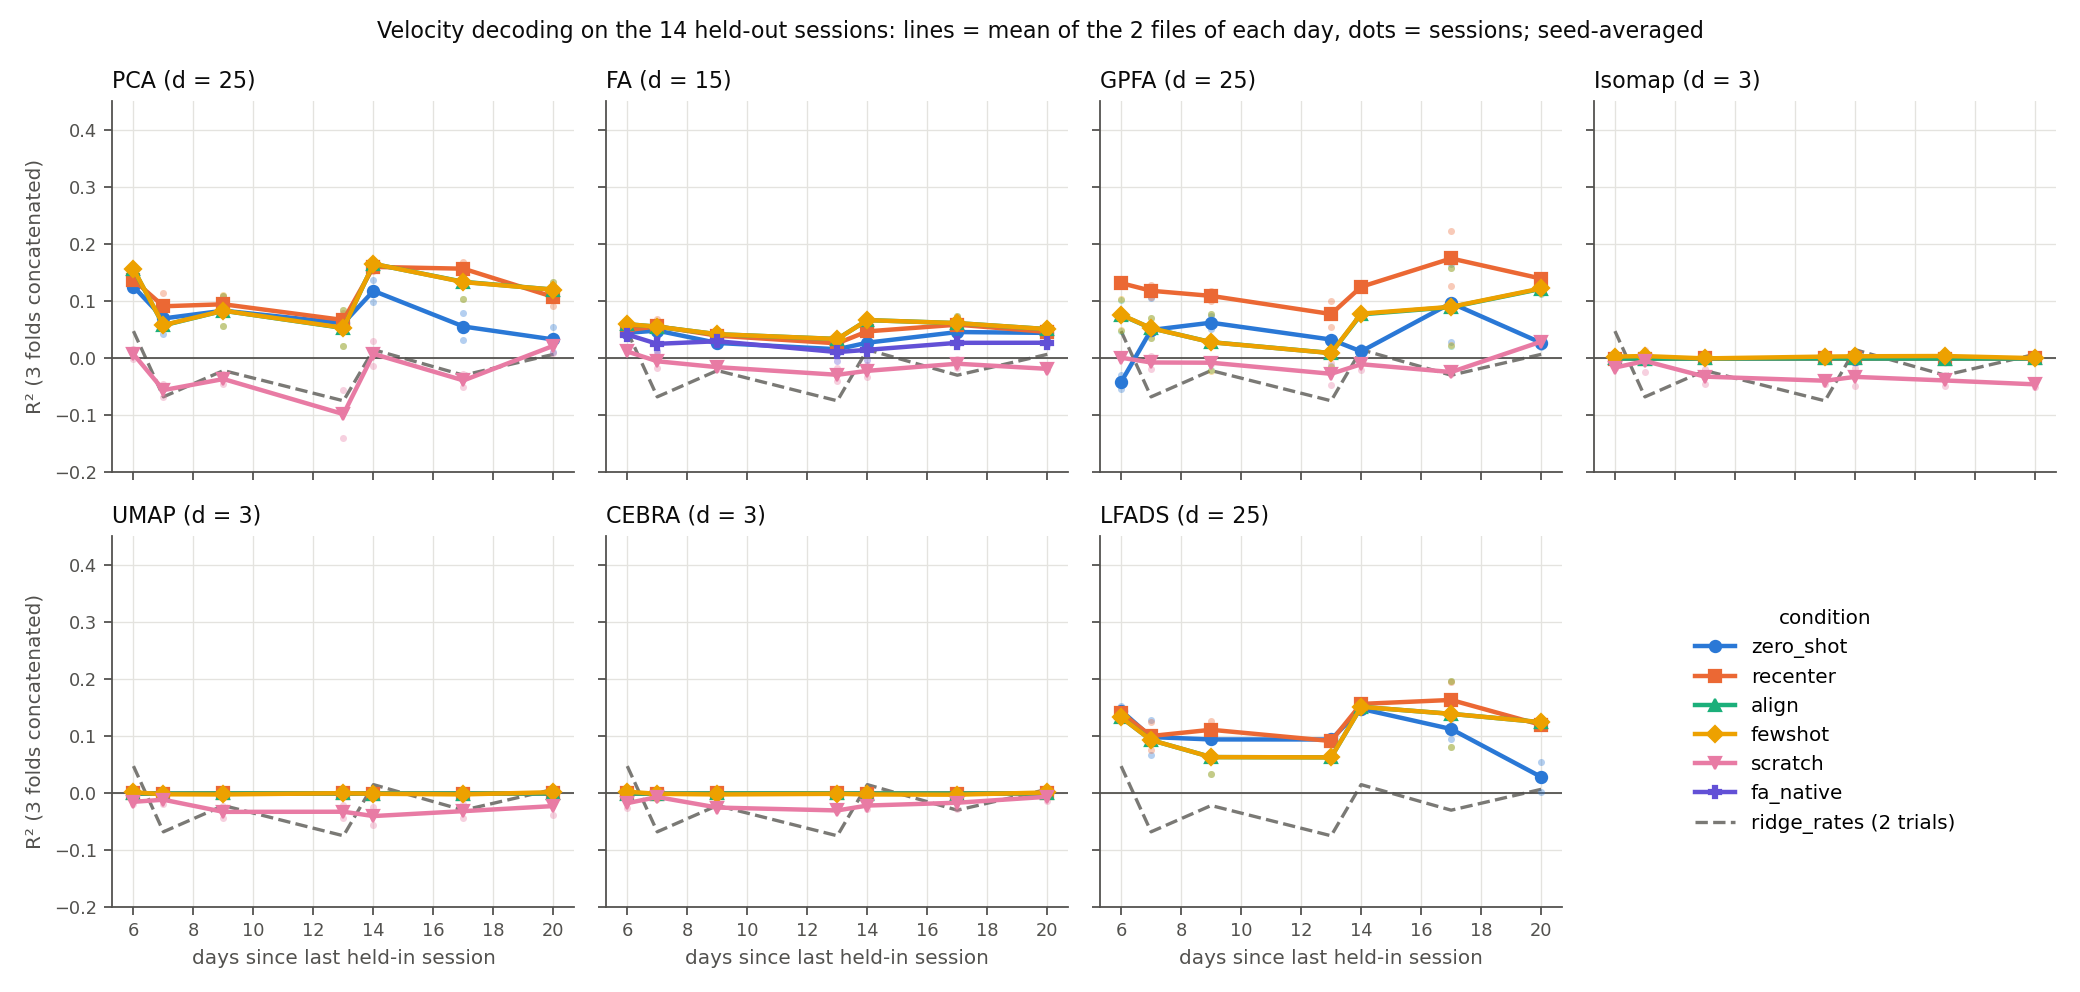 Velocity decoding on the 14 held-out sessions: lines = mean of the 2 files of each day, dots = sessions; seed-averaged
PCA (d = 25)
FA (d = 15)
GPFA (d = 25)
Isomap (d = 3)
R² (3 folds concatenated)
0.4
0.3
0.2
0.1
0.0
−0.1
−0.2
UMAP (d = 3)
CEBRA (d = 3)
LFADS (d = 25)
R² (3 folds concatenated)
0.4
0.3
0.2
0.1
0.0
−0.1
−0.2
6 8 10 12 14 16 18 20
6 8 10 12 14 16 18 20
6 8 10 12 14 16 18 20
days since last held-in session
days since last held-in session
days since last held-in session
condition
zero_shot
recenter
align
fewshot
scratch
fa_native
ridge_rates (2 trials)